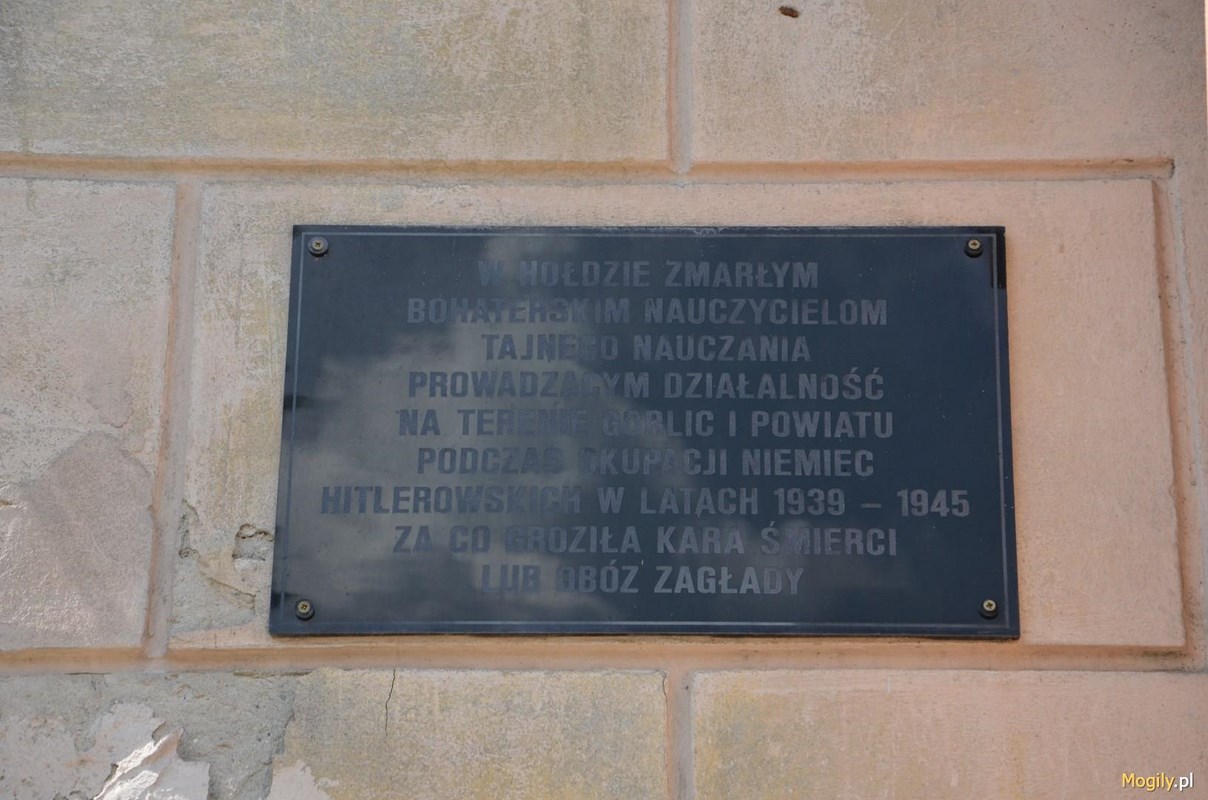 W HOŁDZIE ZMARŁYM
BOHATERSKIM NAUCZYCIELOM
TAJNEGO NAUCZANIA
PROWADZĄCYM DZIAŁALNOŚĆ
NA TERENIE GORLIC I POWIATU
PODCZAS OKUPACJI NIEMIEC
HITLEROWSKICH W LATACH 1939 – 1945
ZA CO GROZIŁA KARA ŚMIERCI
LUB OBÓZ ZAGŁADY
Mogily.pl